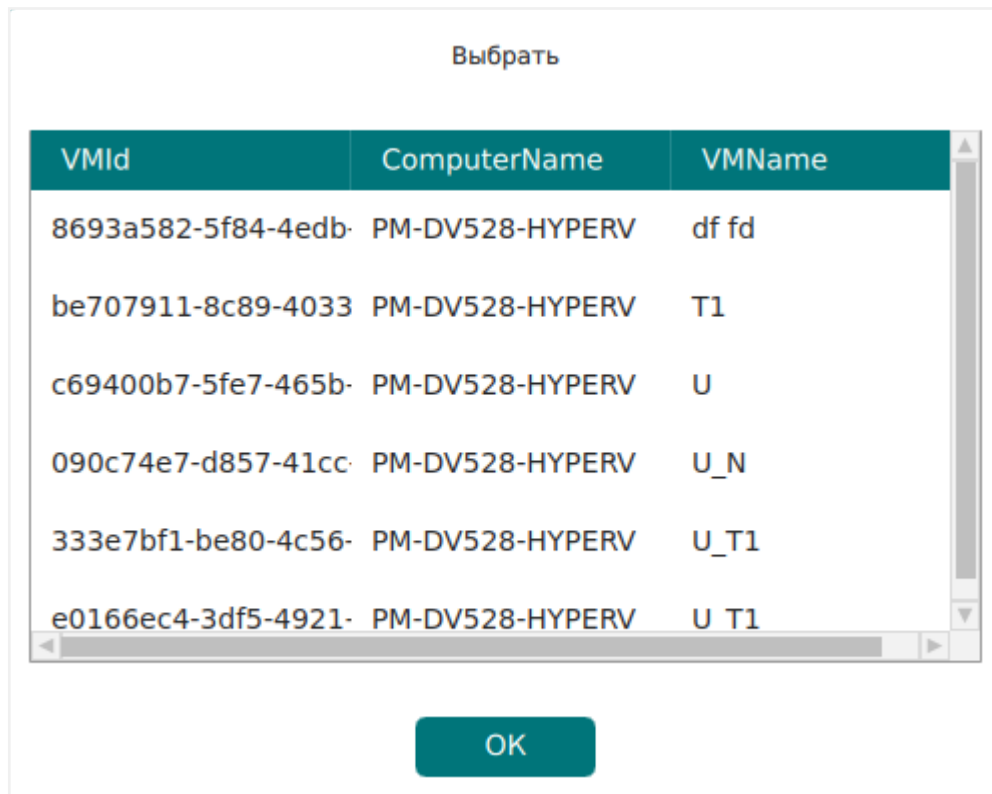 Выбрать
VMId ComputerName VMName
8693a582-5f84-4edb- PM-DV528-HYPERV df fd
be707911-8c89-4033 PM-DV528-HYPERV T1
c69400b7-5fe7-465b- PM-DV528-HYPERV U
090c74e7-d857-41cc- PM-DV528-HYPERV U_N
333e7bf1-be80-4c56- PM-DV528-HYPERV U_T1
e0166ec4-3df5-4921- PM-DV528-HYPERV U_T1
OK